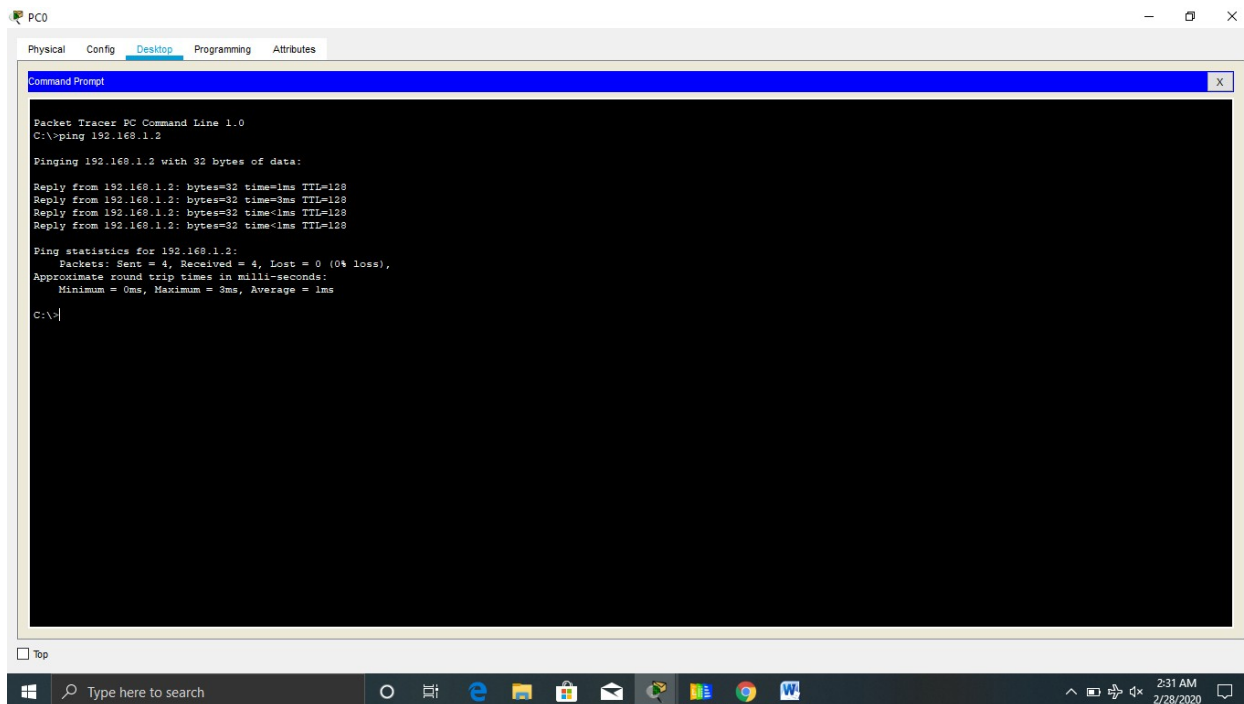 PC0
Physical Config Desktop Programming Attributes
Command Prompt
X
Packet Tracer PC Command Line 1.0
C:\>ping 192.168.1.2
Pinging 192.168.1.2 with 32 bytes of data:
Reply from 192.168.1.2: bytes=32 time=1ms TTL=128
Reply from 192.168.1.2: bytes=32 time=3ms TTL=128
Reply from 192.168.1.2: bytes=32 time<1ms TTL=128
Reply from 192.168.1.2: bytes=32 time<1ms TTL=128
Ping statistics for 192.168.1.2:
Packets: Sent = 4, Received = 4, Lost = 0 (0% loss),
Approximate round trip times in milli-seconds:
Minimum = 0ms, Maximum = 3ms, Average = 1ms
C:\>
Top
Type here to search
2:31 AM
2/28/2020